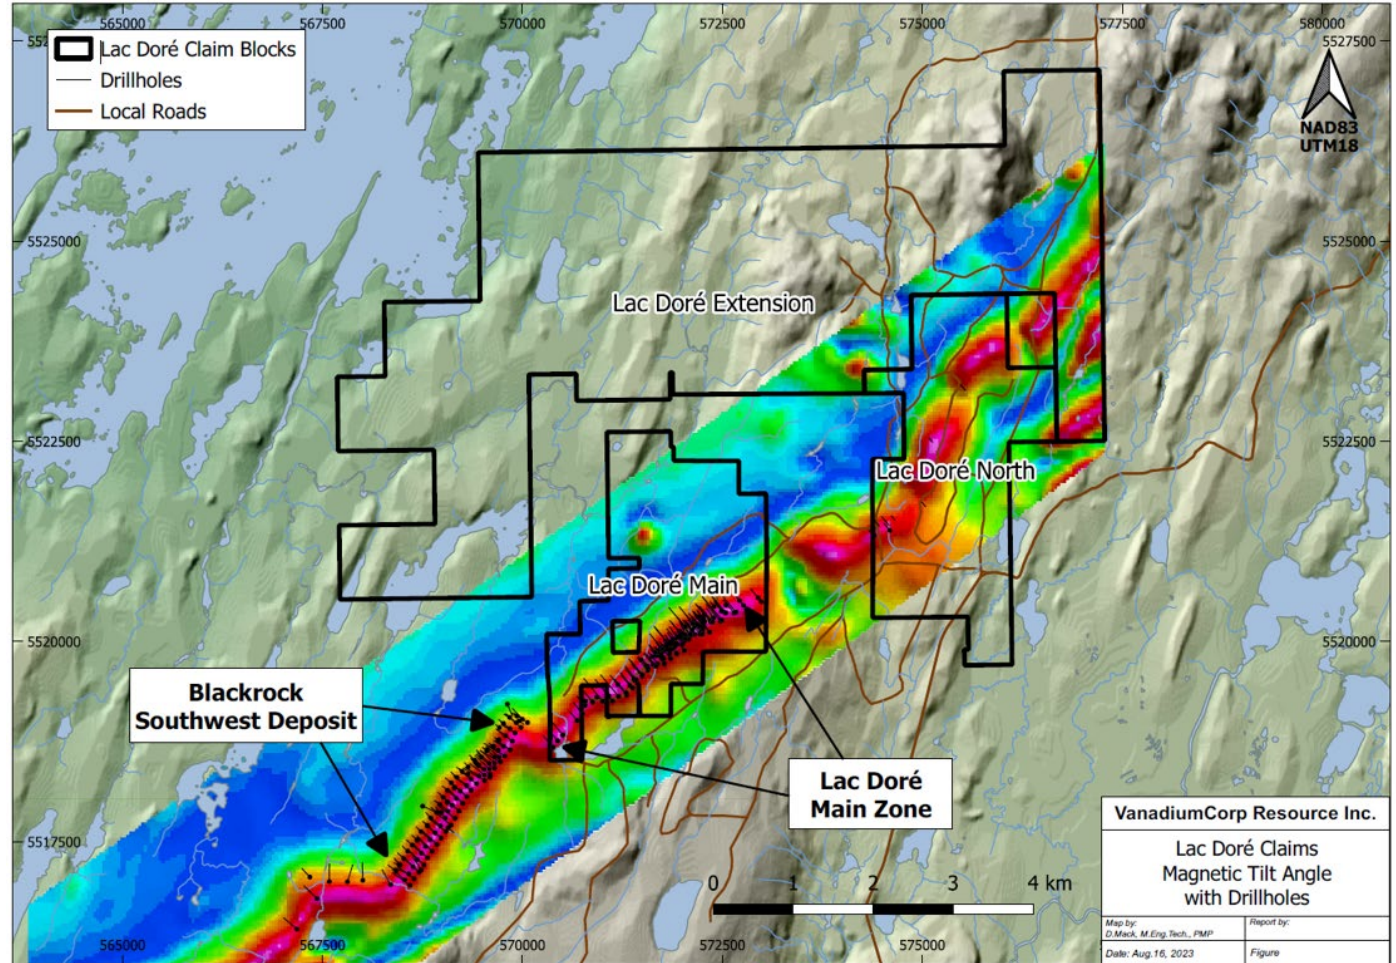 565000
567500
570000
572500
575000
577500
580000
5527500
Lac Doré Claim Blocks
Drillholes
Local Roads
NAD83
UTM18
5525000
5525000
Lac Doré Extension
5522500
5522500
Lac Doré North
Lac Doré Main
5520000
5520000
Blackrock
Southwest Deposit
Lac Doré
Main Zone
5517500
0 1 2 3 4 km
565000
567500
570000
572500
575000
VanadiumCorp Resource Inc.
Lac Doré Claims
Magnetic Tilt Angle
with Drillholes
Map by:
D.Mack, M.Eng.Tech., PMP
Report by:
Date: Aug.16, 2023
Figure